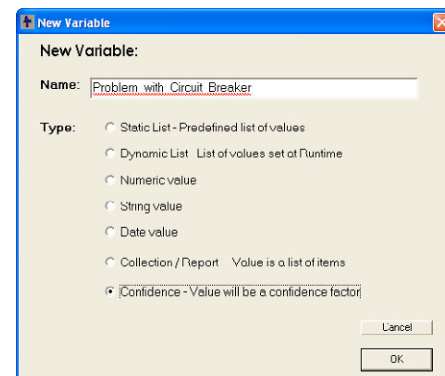 New Variable
New Variable:
Name: Problem with Circuit Breaker
Type: Static List - Predefined list of values
Dynamic List List of values set at Runtime
Numeric value
String value
Date value
Collection / Report Value is a list of items
Confidence - Value will be a confidence factor
Cancel
OK